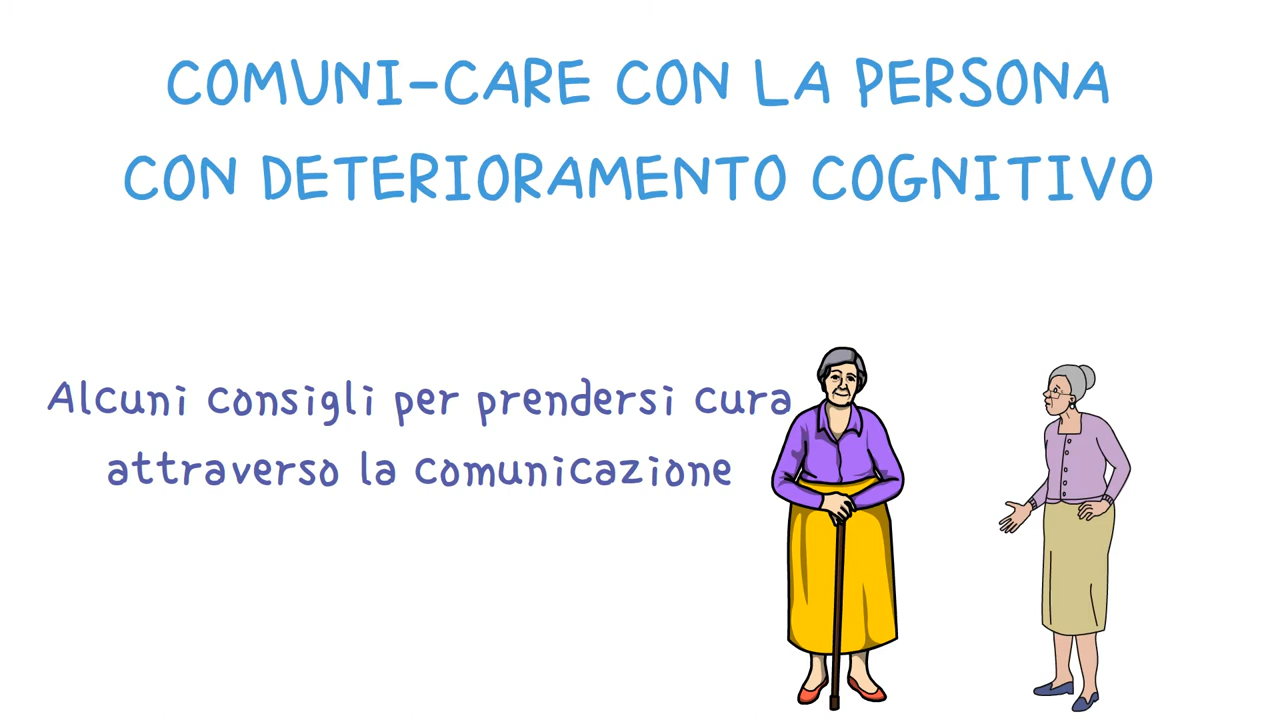 COMUNI-CARE CON LA PERSONA
CON DETERIORAMENTO COGNITIVO
Alcuni consigli per prendersi cura
attraverso la comunicazione